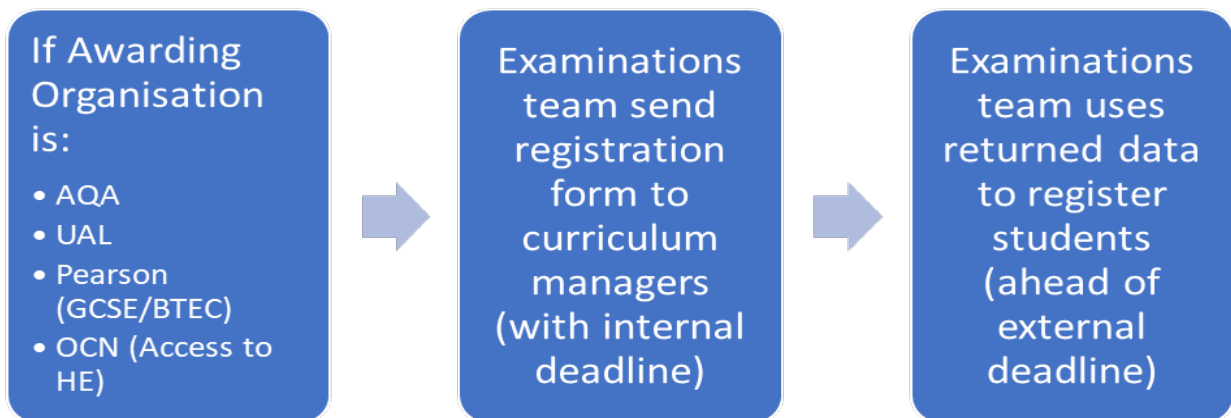 If Awarding
Organisation
is:
• AQA
• UAL
• Pearson
(GCSE/BTEC)
• OCN (Access to
HE)
Examinations
team send
registration
form to
curriculum
managers
(with internal
deadline)
Examinations
team uses
returned data
to register
students
(ahead of
external
deadline)